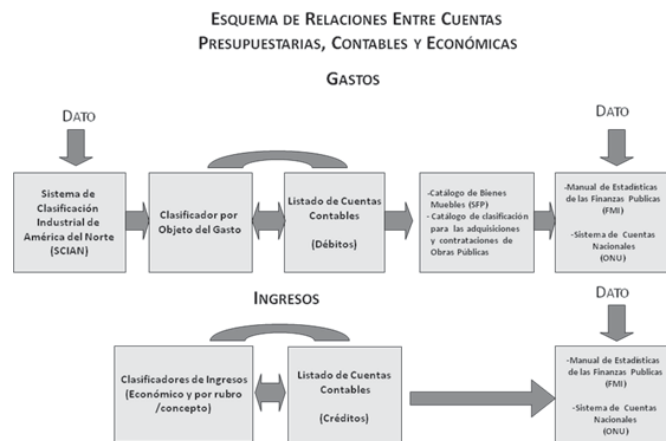 ESQUEMA DE RELACIONES ENTRE CUENTAS
PRESUPUESTARIAS, CONTABLES Y ECONÓMICAS
GASTOS
DATO
DATO
Sistema de
Clasificación
Industrial de
América del Norte
(SCIAN)
Clasificador por
Objeto del Gasto
Listado de Cuentas
Contables
(Débitos)
-Catálogo de Bienes
Muebles (SFP)
- Catálogo de clasificación
para las adquisiciones
y contrataciones de
Obras Públicas
-Manual de Estadísticas
de las Finanzas Publicas
(FMI)
-Sistema de Cuentas
Nacionales
(ONU)
INGRESOS
DATO
Clasificadores de Ingresos
(Económico y por rubro
/concepto)
Listado de Cuentas
Contables
(Créditos)
-Manual de Estadísticas
de las Finanzas Publicas
(FMI)
-Sistema de Cuentas
Nacionales
(ONU)